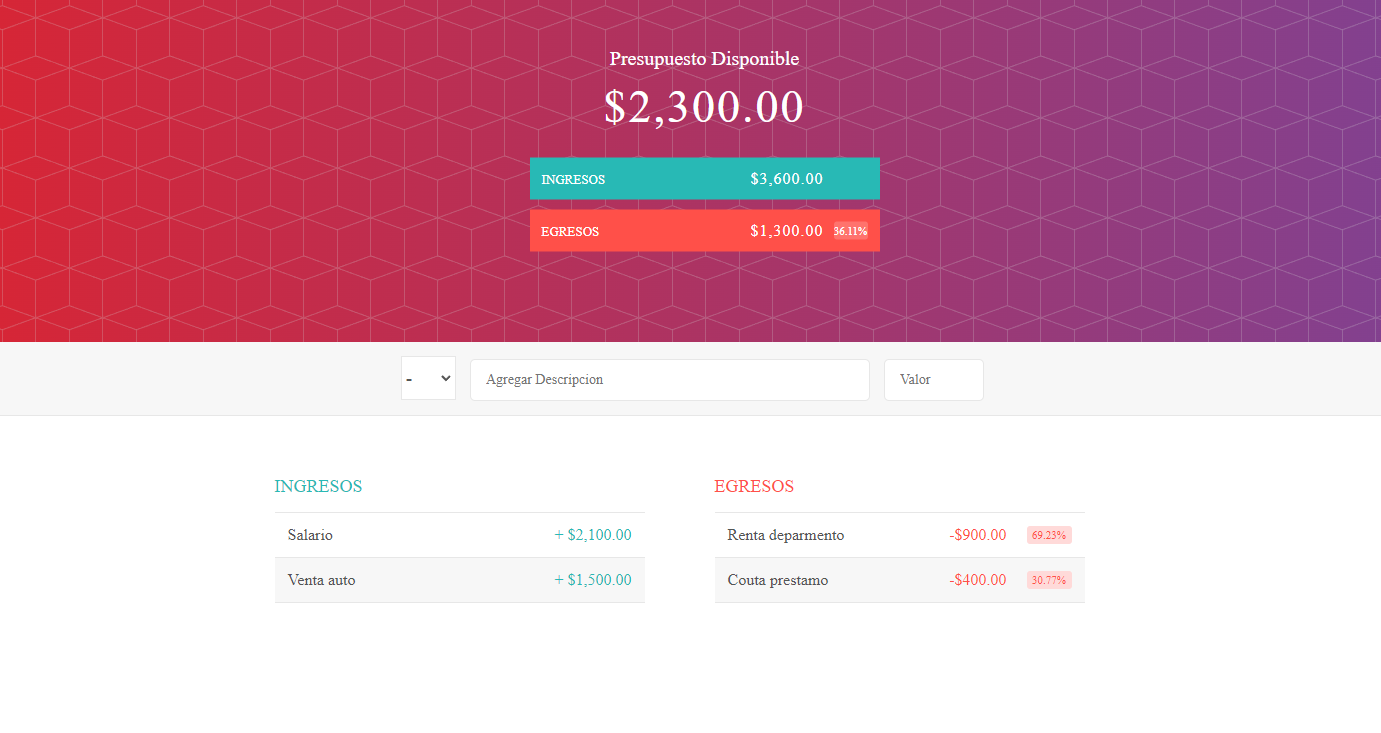 Presupuesto Disponible
$2,300.00
INGRESOS $3,600.00
EGRESOS $1,300.00 36.11%
- Agregar Descripcion Valor
INGRESOS
Salario + $2,100.00
Venta auto + $1,500.00
EGRESOS
Renta deparmento -$900.00 69.23%
Couta prestamo -$400.00 30.77%